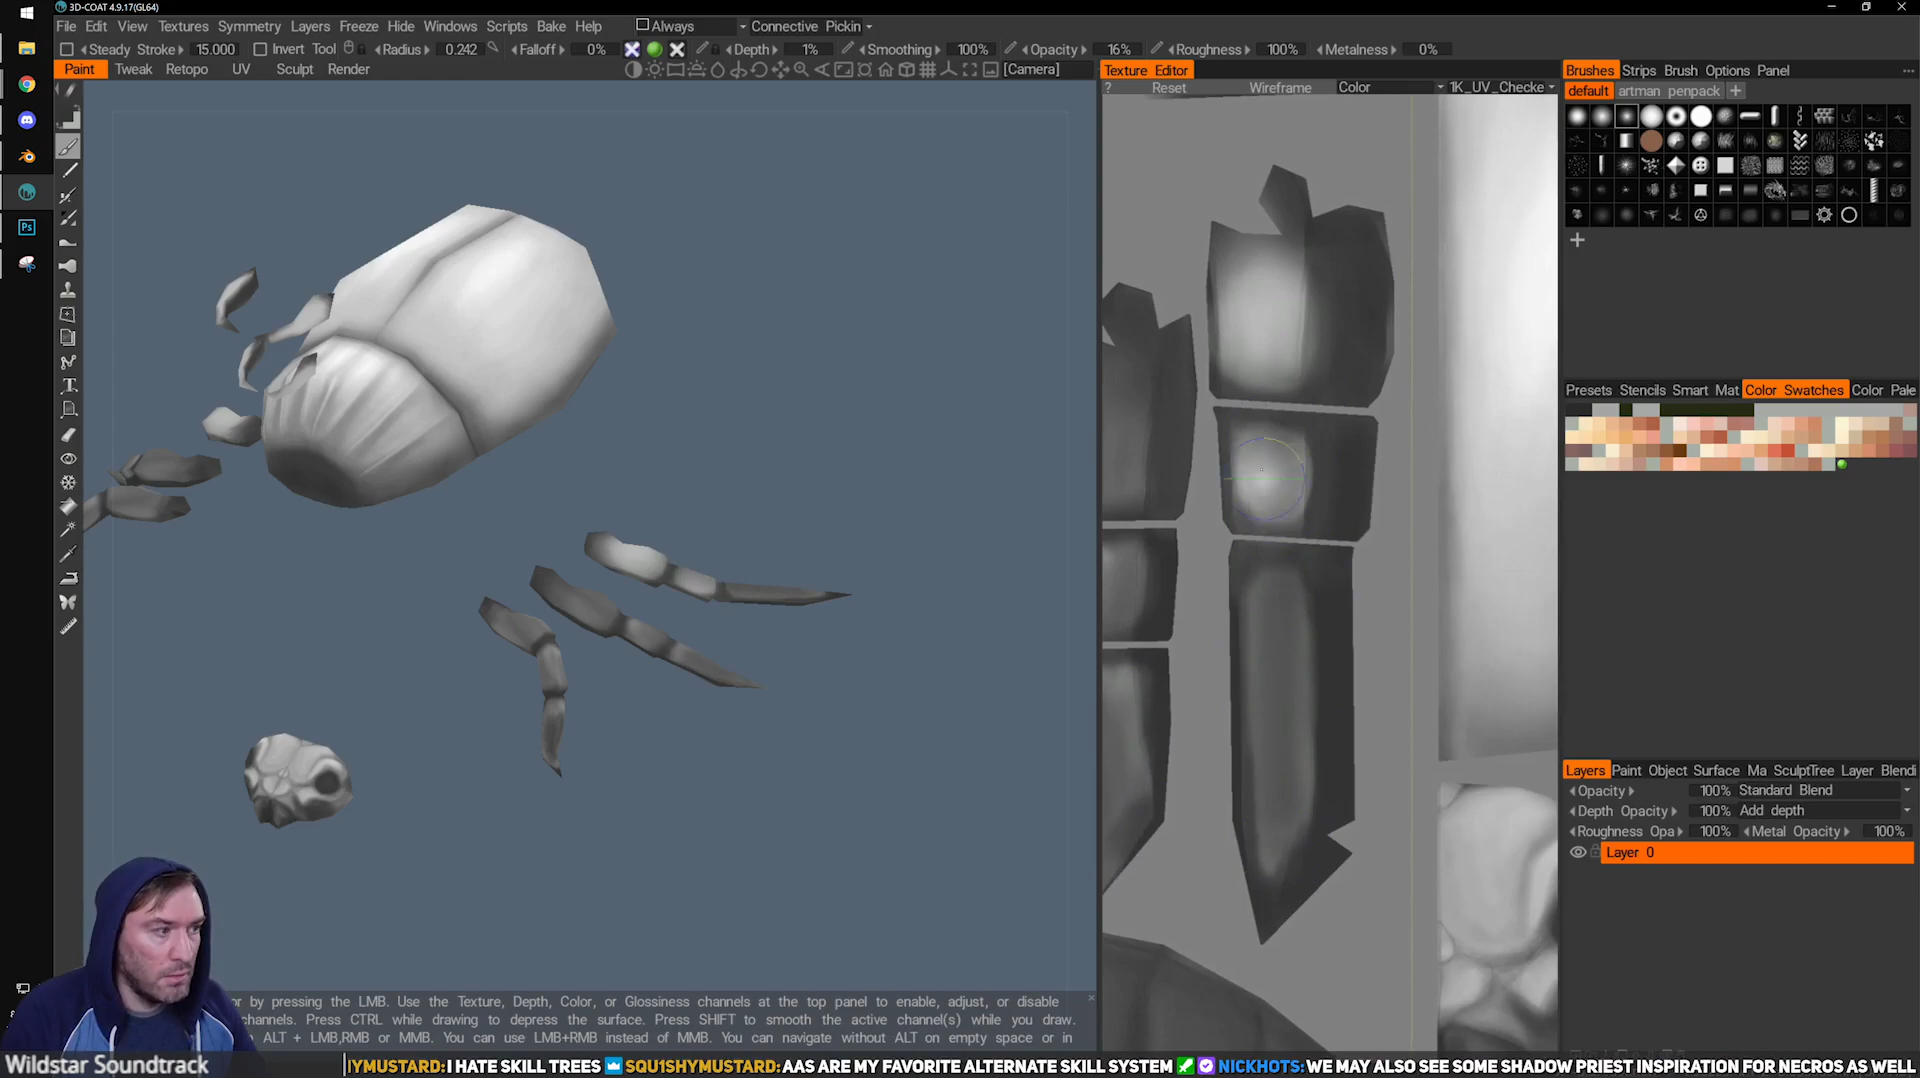 3D-COAT 4.9.17(GL64)
File Edit View Textures Symmetry Layers Freeze Hide Windows Scripts Bake Help Always Connective Pickin
Steady Stroke 15.000 Invert Tool Radius 0.242 Falloff 0% Depth 1% Smoothing 100% Opacity 16% Roughness 100% Metalness 0%
Paint Tweak Retopo UV Sculpt Render [Camera] Texture Editor Brushes Strips Brush Options Panel
? Reset Wireframe Color 1K_UV_Checke default artman penpack +
Presets Stencils Smart Mat Color Swatches Color Pale
Layers Paint Object Surface Ma SculptTree Layer Blendi
Opacity 100% Standard Blend
Depth Opacity 100% Add depth
Roughness Opa 100% Metal Opacity 100%
Layer 0
Ps
or by pressing the LMB. Use the Texture, Depth, Color, or Glossiness channels at the top panel to enable, adjust, or disable
channels. Press CTRL while drawing to depress the surface. Press SHIFT to smooth the active channel(s) while you draw.
ALT + LMB,RMB or MMB. You can use LMB+RMB instead of MMB. You can navigate without ALT on empty space or in
Wildstar Soundtrack
IYMUSTARD: I HATE SKILL TREES SQU1SHYMUSTARD: AAS ARE MY FAVORITE ALTERNATE SKILL SYSTEM NICKHOTS: WE MAY ALSO SEE SOME SHADOW PRIEST INSPIRATION FOR NECROS AS WELL